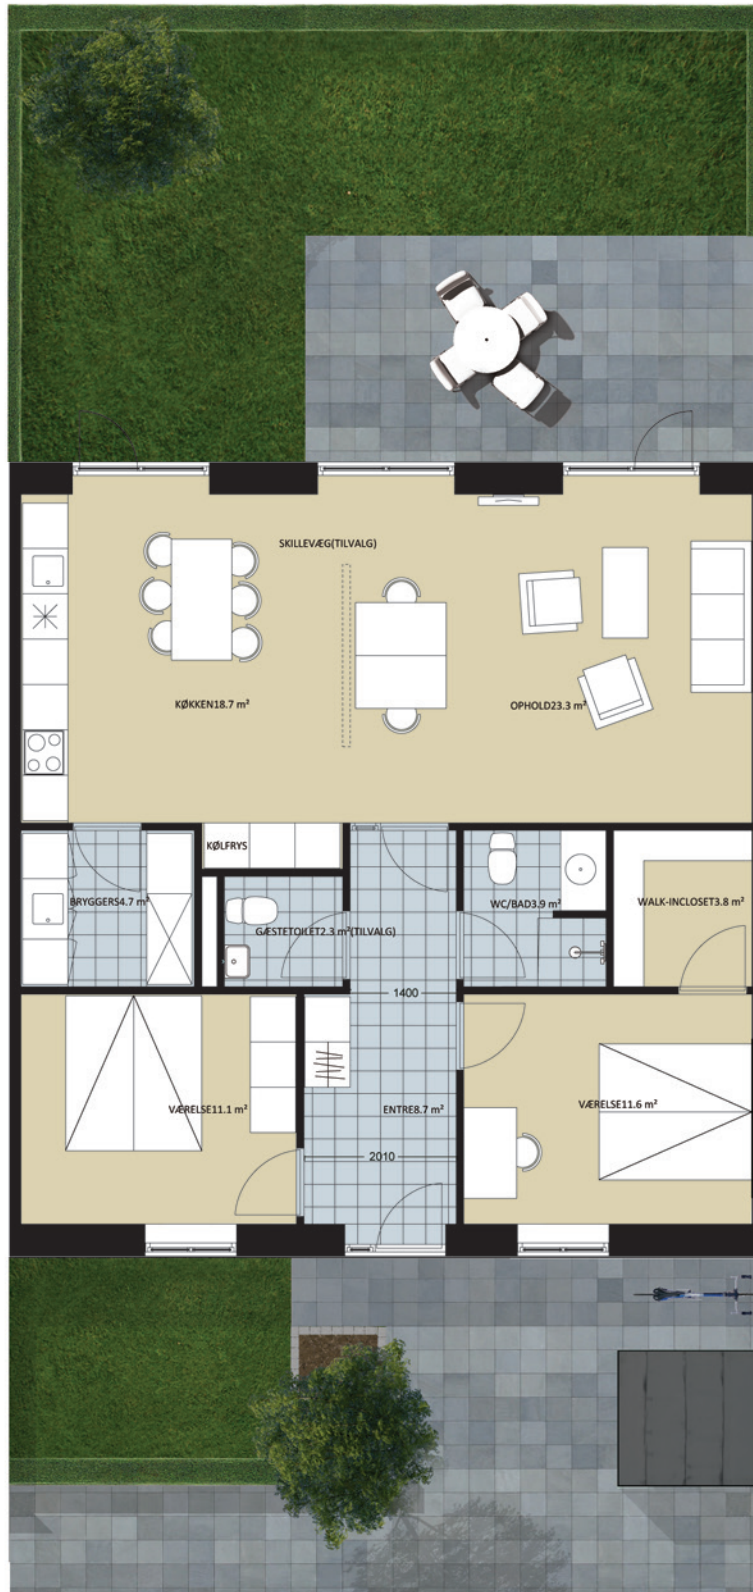 SKILLEVÆG(TILVALG)
KØKKEN18.7 m²
OPHOLD23.3 m²
KØLFRYS
BRYGGERS4.7 m²
GÆSTETOILET2.3 m²(TILVALG)
WC/BAD3.9 m²
WALK-INCLOSET3.8 m²
1400
VÆRELSE11.1 m²
ENTRE8.7 m²
VÆRELSE11.6 m²
2010